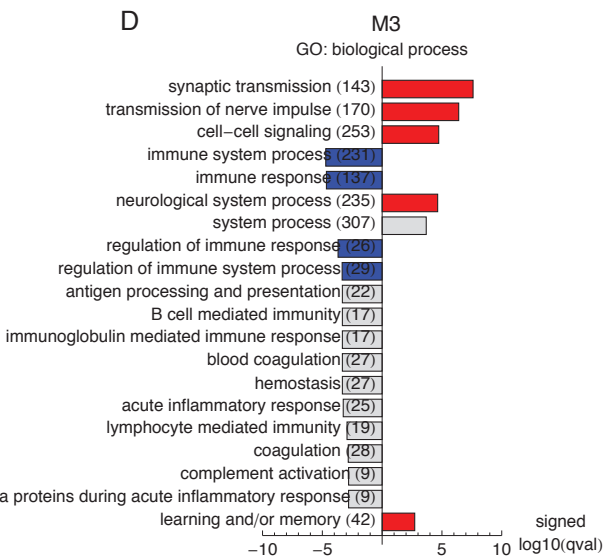 D
M3
GO: biological process
synaptic transmission (143)
transmission of nerve impulse (170)
cell−cell signaling (253)
immune system process (231)
immune response (137)
neurological system process (235)
system process (307)
regulation of immune response (26)
regulation of immune system process (29)
antigen processing and presentation (22)
B cell mediated immunity (17)
immunoglobulin mediated immune response (17)
blood coagulation (27)
hemostasis (27)
acute inflammatory response (25)
lymphocyte mediated immunity (19)
coagulation (28)
complement activation (9)
a proteins during acute inflammatory response (9)
learning and/or memory (42)
−10 −5 5 10
signed
log10(qval)